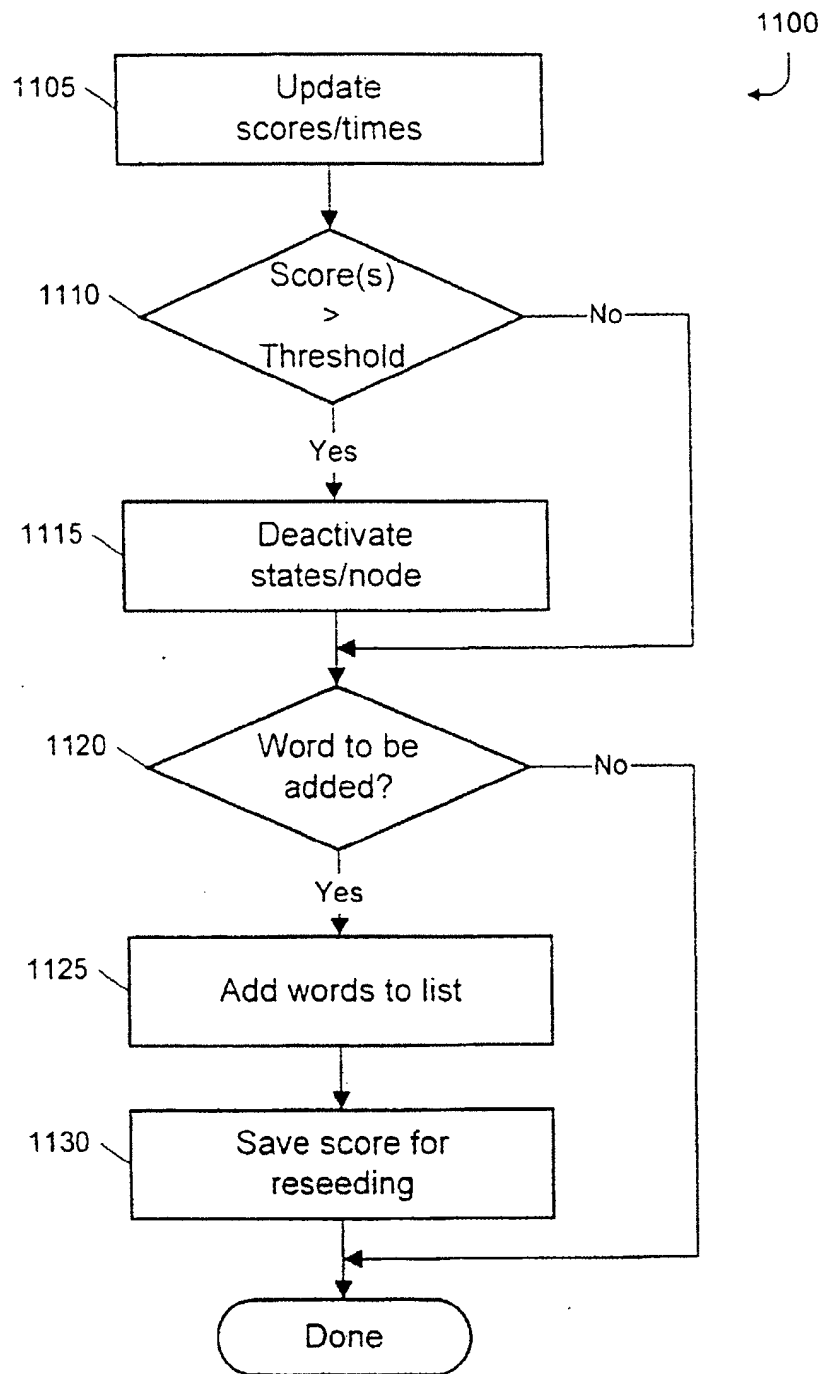 1100
1105
Update
scores/times
1110
Score(s)
>
Threshold
No
Yes
1115
Deactivate
states/node
1120
Word to be
added?
No
Yes
1125
Add words to list
1130
Save score for
reseeding
Done